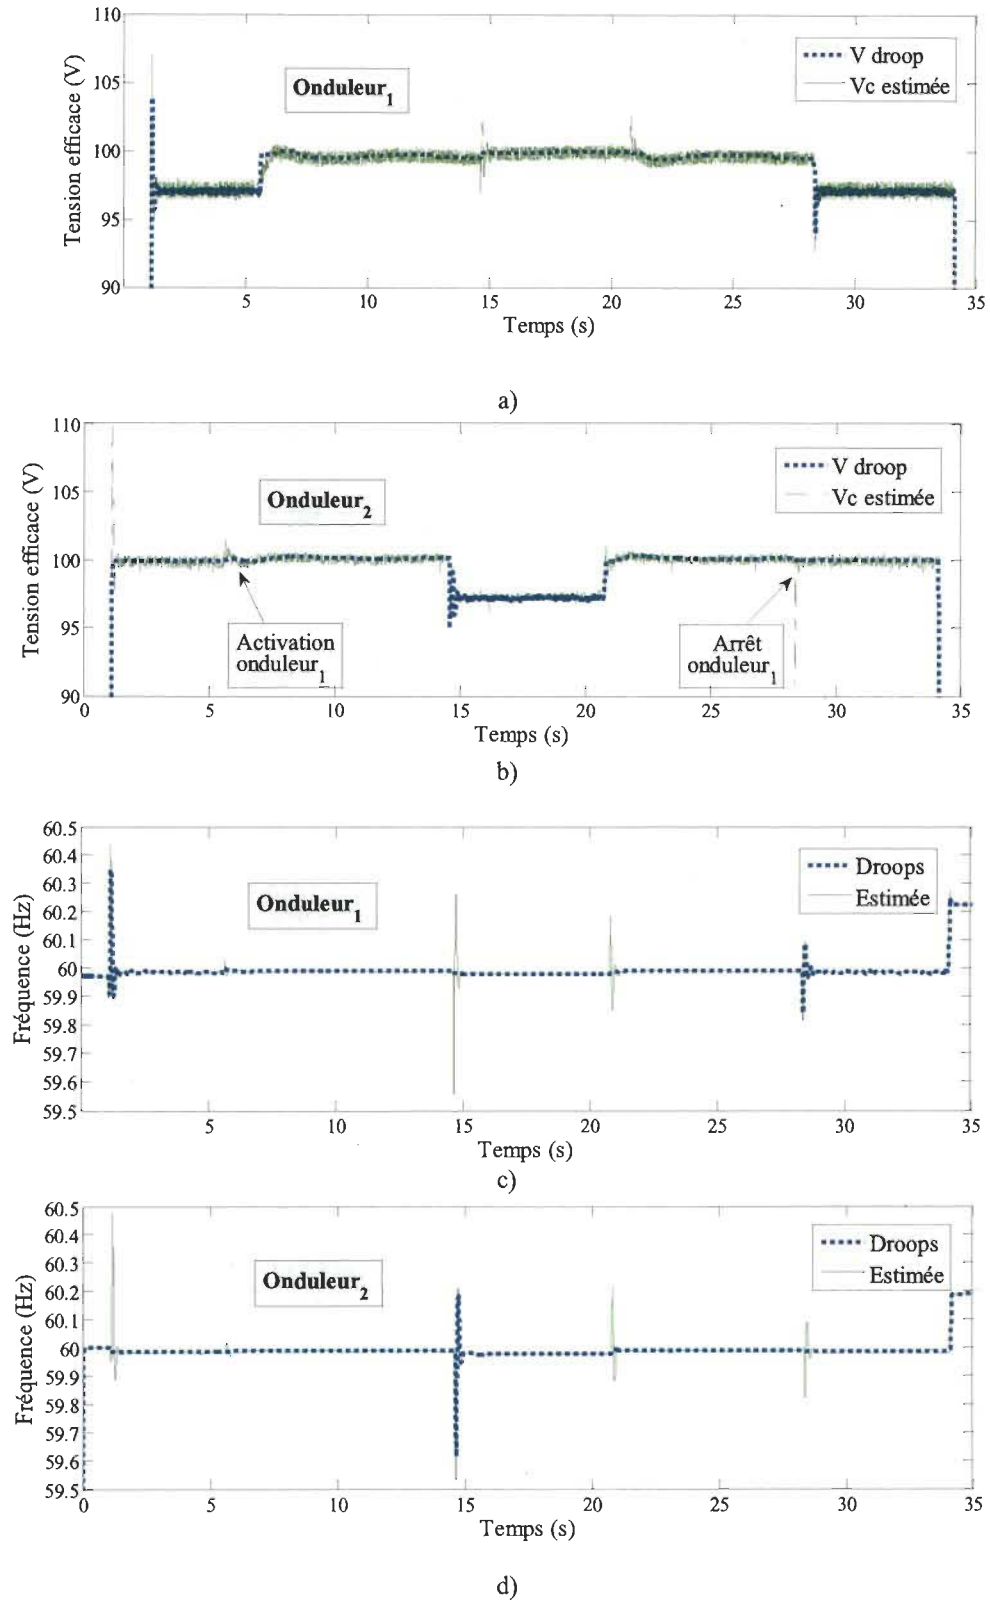 110
105
100
95
90
Tension efficace (V)
Onduleur1
V droop
Vc estimée
5
10
15
20
25
30
35
Temps (s)
a)
110
105
100
95
90
Tension efficace (V)
Onduleur2
V droop
Vc estimée
Activation
onduleur1
Arrêt
onduleur1
0
5
10
15
20
25
30
35
Temps (s)
b)
60.5
60.4
60.3
60.2
60.1
60
59.9
59.8
59.7
59.6
59.5
Fréquence (Hz)
Onduleur1
Droops
Estimée
5
10
15
20
25
30
35
Temps (s)
c)
60.5
60.4
60.3
60.2
60.1
60
59.9
59.8
59.7
59.6
59.5
Fréquence (Hz)
Onduleur2
Droops
Estimée
0
5
10
15
20
25
30
35
Temps (s)
d)